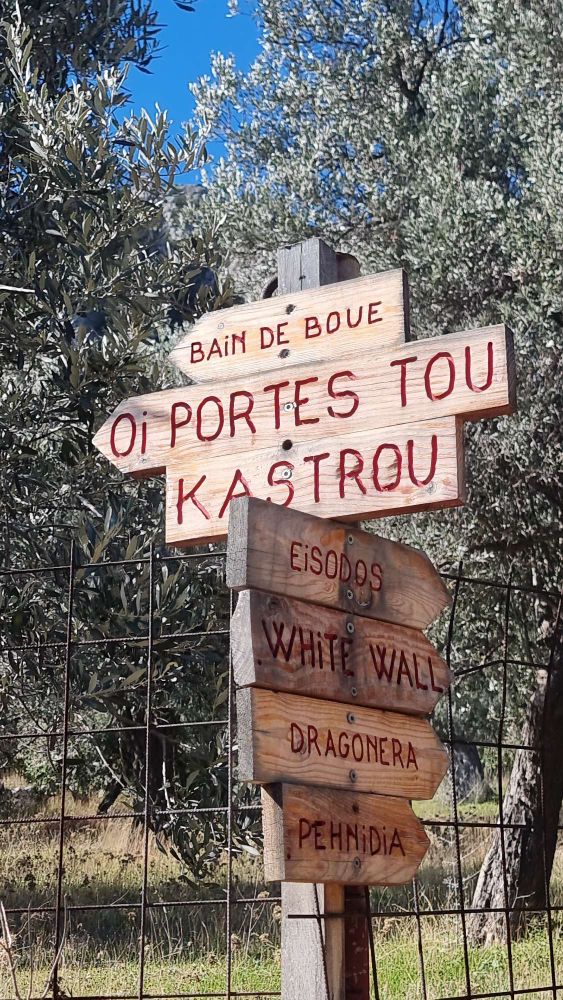 BAiN DE BOUE
Oi PORTES TOU
KASTROU
EiSODOS
WHiTE WALL
DRAGONERA
PEHNiDIA